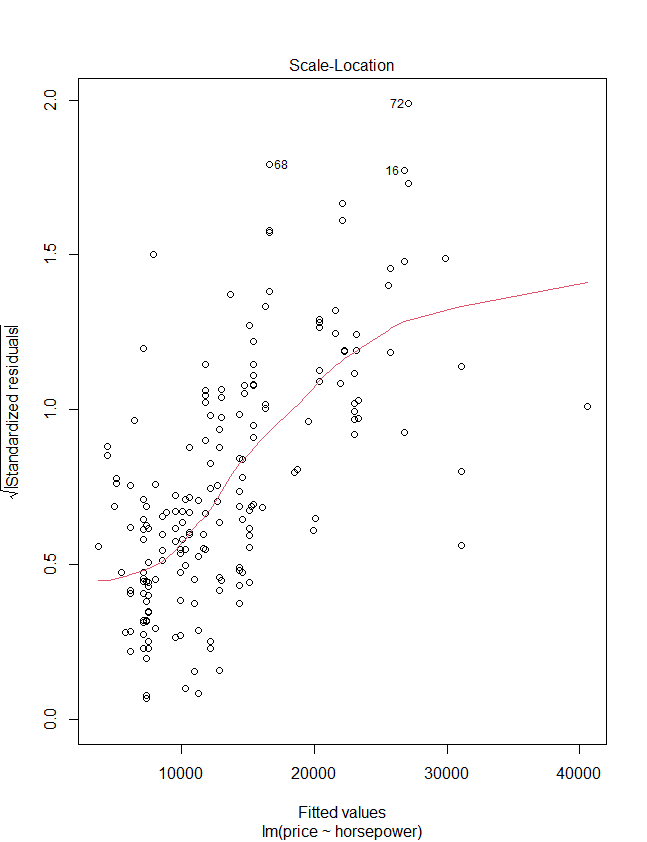 Scale-Location
2.0
1.5
1.0
0.5
0.0
√|Standardized residuals|
72
68
16
10000 20000 30000 40000
Fitted values
lm(price ~ horsepower)